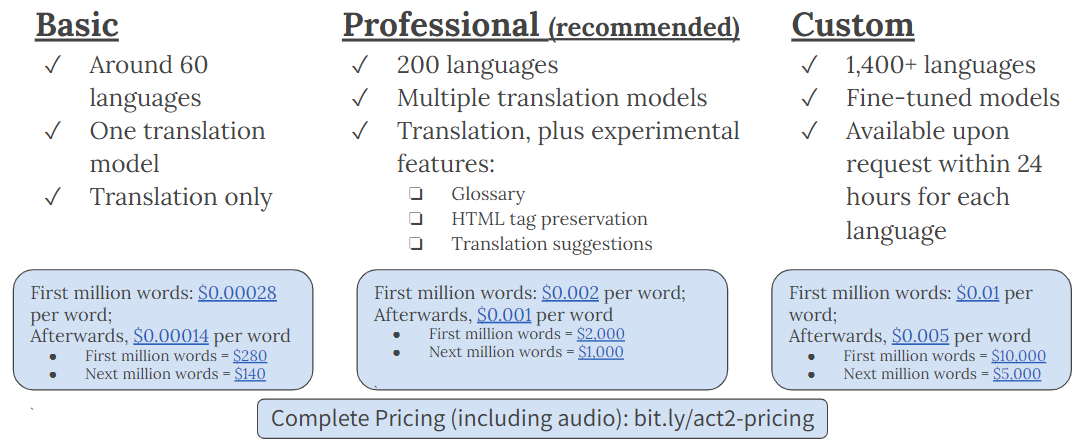 Basic
✓ Around 60
languages
✓ One translation
model
✓ Translation only
First million words: $0.00028
per word;
Afterwards, $0.00014 per word
● First million words = $280
● Next million words = $140
Professional (recommended)
✓ 200 languages
✓ Multiple translation models
✓ Translation, plus experimental
features:
❏ Glossary
❏ HTML tag preservation
❏ Translation suggestions
First million words: $0.002 per word;
Afterwards, $0.001 per word
● First million words = $2,000
● Next million words = $1,000
Custom
✓ 1,400+ languages
✓ Fine-tuned models
✓ Available upon
request within 24
hours for each
language
First million words: $0.01 per
word;
Afterwards, $0.005 per word
● First million words = $10,000
● Next million words = $5,000
Complete Pricing (including audio): bit.ly/act2-pricing